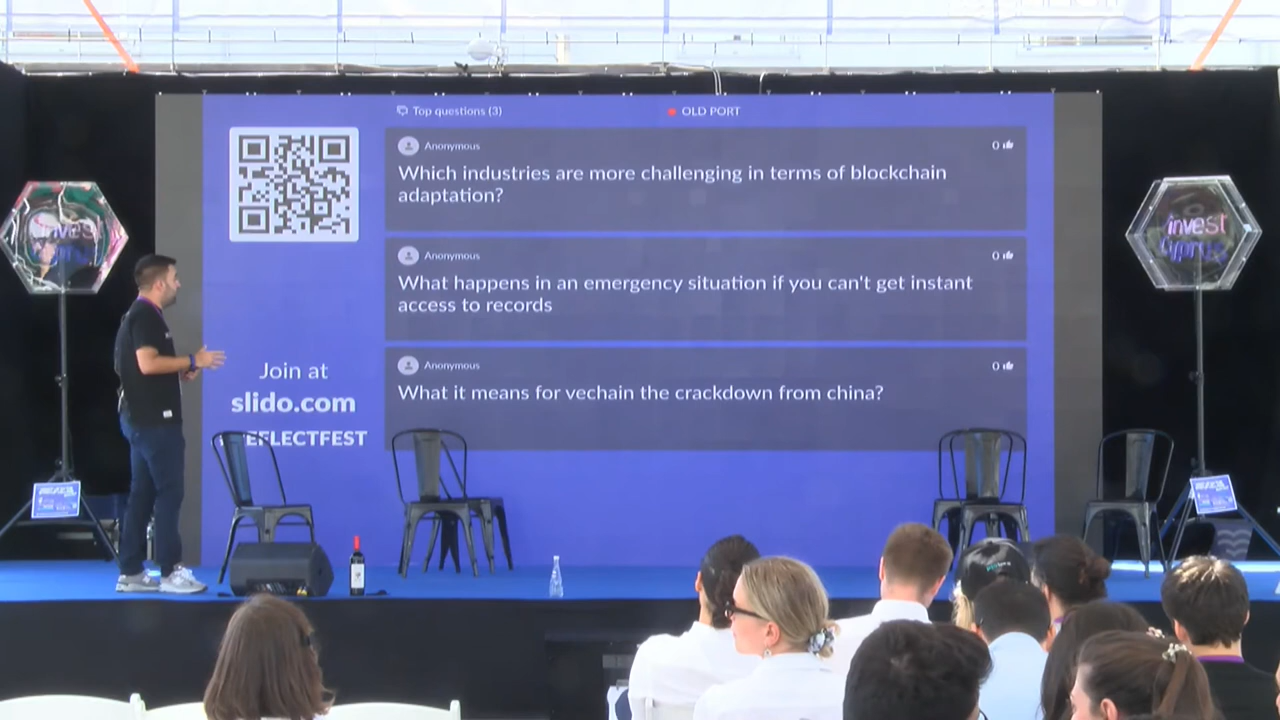 Top questions (3)
OLD PORT
Anonymous
0
Which industries are more challenging in terms of blockchain
adaptation?
Anonymous
0
What happens in an emergency situation if you can't get instant
access to records
Anonymous
0
What it means for vechain the crackdown from china?
Join at
slido.com
invest
Cyprus